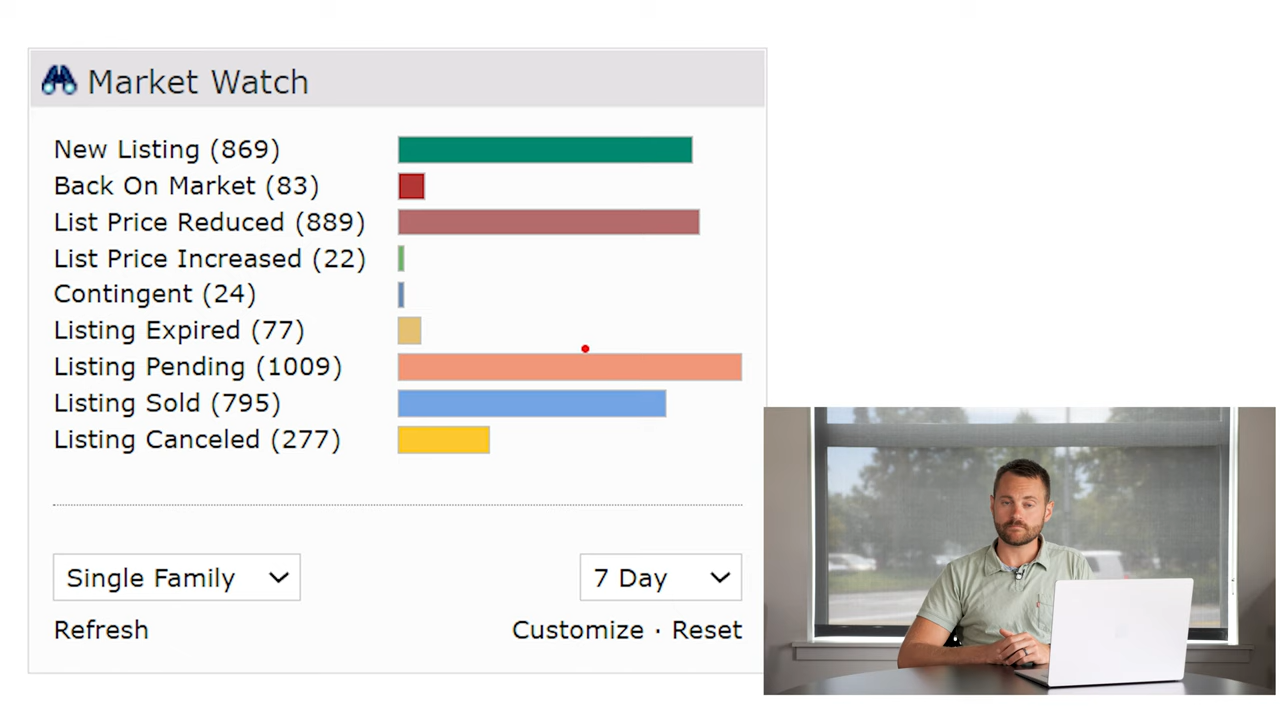 Market Watch
New Listing (869)
Back On Market (83)
List Price Reduced (889)
List Price Increased (22)
Contingent (24)
Listing Expired (77)
Listing Pending (1009)
Listing Sold (795)
Listing Canceled (277)
Single Family 7 Day
Refresh Customize · Reset